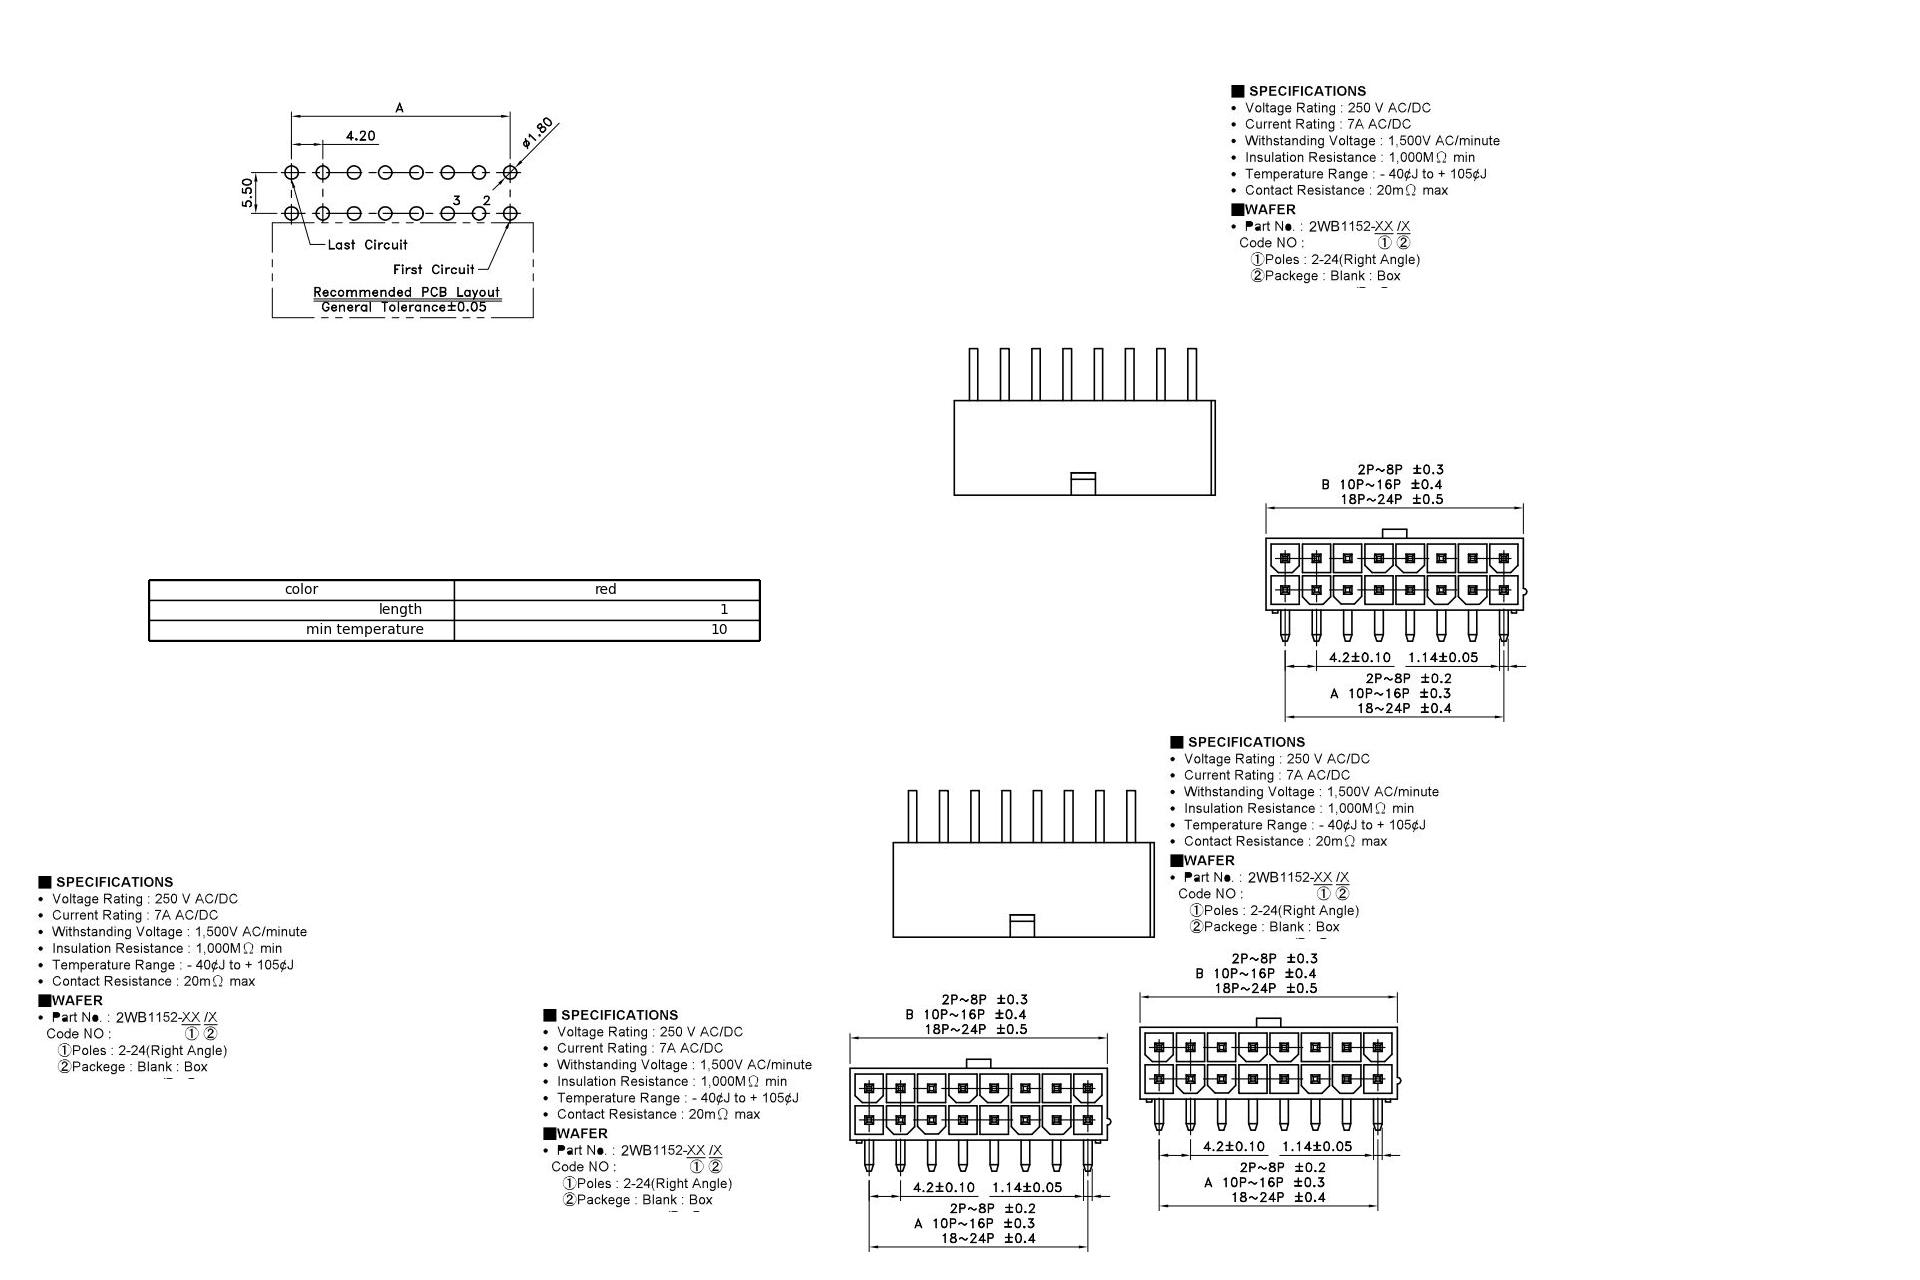 A
4.20
ø1.80
5.50
3 2
Last Circuit
First Circuit
Recommended PCB Layout
General Tolerance±0.05
■ SPECIFICATIONS
• Voltage Rating : 250 V AC/DC
• Current Rating : 7A AC/DC
• Withstanding Voltage : 1,500V AC/minute
• Insulation Resistance : 1,000MΩ min
• Temperature Range : - 40¢J to + 105¢J
• Contact Resistance : 20mΩ max
■WAFER
• Part No. : 2WB1152-XX /X
Code NO : ① ②
①Poles : 2-24(Right Angle)
②Packege : Blank : Box
2P~8P ±0.3
B 10P~16P ±0.4
18P~24P ±0.5
4.2±0.10 1.14±0.05
2P~8P ±0.2
A 10P~16P ±0.3
18~24P ±0.4
color red
length 1
min temperature 10
■ SPECIFICATIONS
• Voltage Rating : 250 V AC/DC
• Current Rating : 7A AC/DC
• Withstanding Voltage : 1,500V AC/minute
• Insulation Resistance : 1,000MΩ min
• Temperature Range : - 40¢J to + 105¢J
• Contact Resistance : 20mΩ max
■WAFER
• Part No. : 2WB1152-XX /X
Code NO : ① ②
①Poles : 2-24(Right Angle)
②Packege : Blank : Box
■ SPECIFICATIONS
• Voltage Rating : 250 V AC/DC
• Current Rating : 7A AC/DC
• Withstanding Voltage : 1,500V AC/minute
• Insulation Resistance : 1,000MΩ min
• Temperature Range : - 40¢J to + 105¢J
• Contact Resistance : 20mΩ max
■WAFER
• Part No. : 2WB1152-XX /X
Code NO : ① ②
①Poles : 2-24(Right Angle)
②Packege : Blank : Box
■ SPECIFICATIONS
• Voltage Rating : 250 V AC/DC
• Current Rating : 7A AC/DC
• Withstanding Voltage : 1,500V AC/minute
• Insulation Resistance : 1,000MΩ min
• Temperature Range : - 40¢J to + 105¢J
• Contact Resistance : 20mΩ max
■WAFER
• Part No. : 2WB1152-XX /X
Code NO : ① ②
①Poles : 2-24(Right Angle)
②Packege : Blank : Box
2P~8P ±0.3
B 10P~16P ±0.4
18P~24P ±0.5
4.2±0.10 1.14±0.05
2P~8P ±0.2
A 10P~16P ±0.3
18~24P ±0.4
2P~8P ±0.3
B 10P~16P ±0.4
18P~24P ±0.5
4.2±0.10 1.14±0.05
2P~8P ±0.2
A 10P~16P ±0.3
18~24P ±0.4